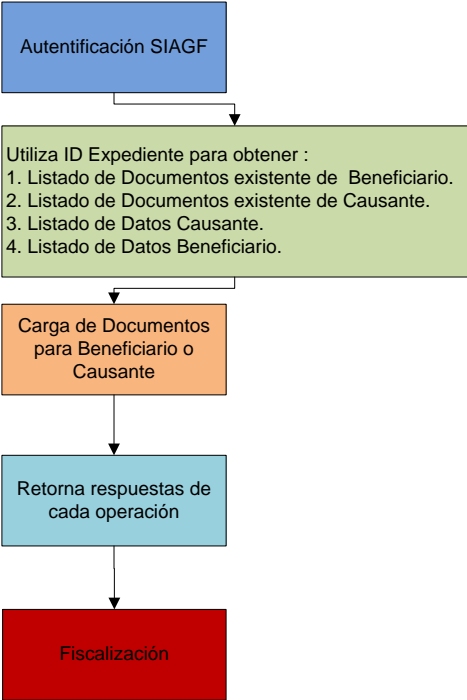 Autentificación SIAGF
Utiliza ID Expediente para obtener :
1. Listado de Documentos existente de  Beneficiario.
2. Listado de Documentos existente de Causante.
3. Listado de Datos Causante.
4. Listado de Datos Beneficiario.
Carga de Documentos
para Beneficiario o
Causante
Retorna respuestas de
cada operación
Fiscalización